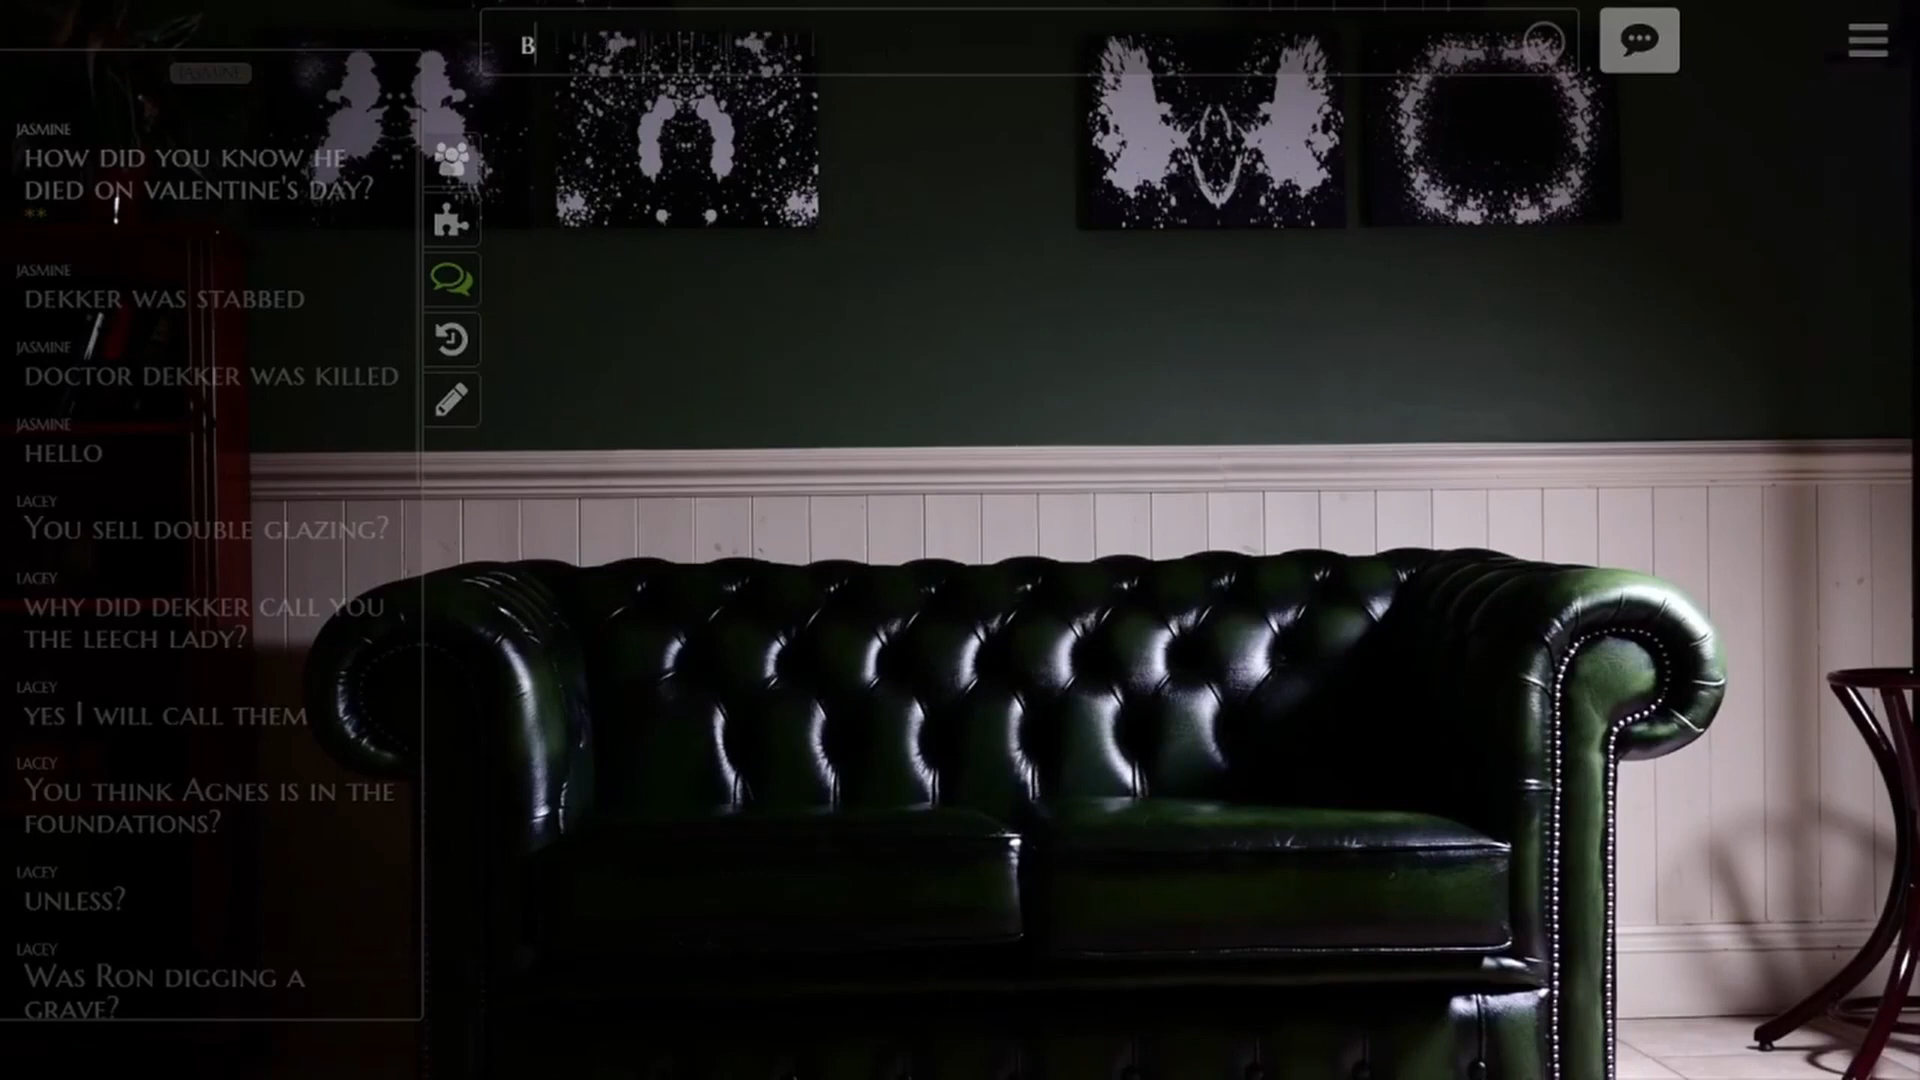 B
JASMINE
JASMINE
HOW DID YOU KNOW HE
DIED ON VALENTINE'S DAY?
**
JASMINE
DEKKER WAS STABBED
JASMINE
DOCTOR DEKKER WAS KILLED
JASMINE
HELLO
LACEY
YOU SELL DOUBLE GLAZING?
LACEY
WHY DID DEKKER CALL YOU
THE LEECH LADY?
LACEY
YES I WILL CALL THEM
LACEY
YOU THINK AGNES IS IN THE
FOUNDATIONS?
LACEY
UNLESS?
LACEY
WAS RON DIGGING A
GRAVE?